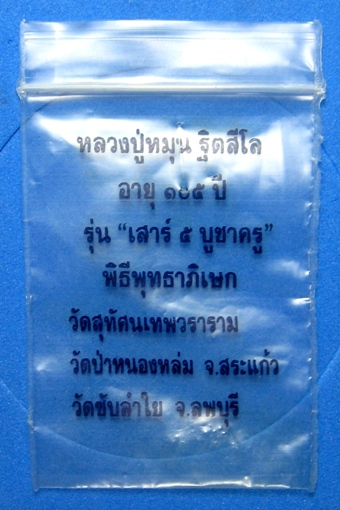 หลวงปู่หมุน ฐิตสีโล
อายุ ๑๐๕ ปี
รุ่น “เสาร์ ๕ บูชาครู”
พิธีพุทธาภิเษก
วัดสุทัศนเทพวราราม
วัดป่าหนองหล่ม จ.สระแก้ว
วัดซับลำใย จ.ลพบุรี